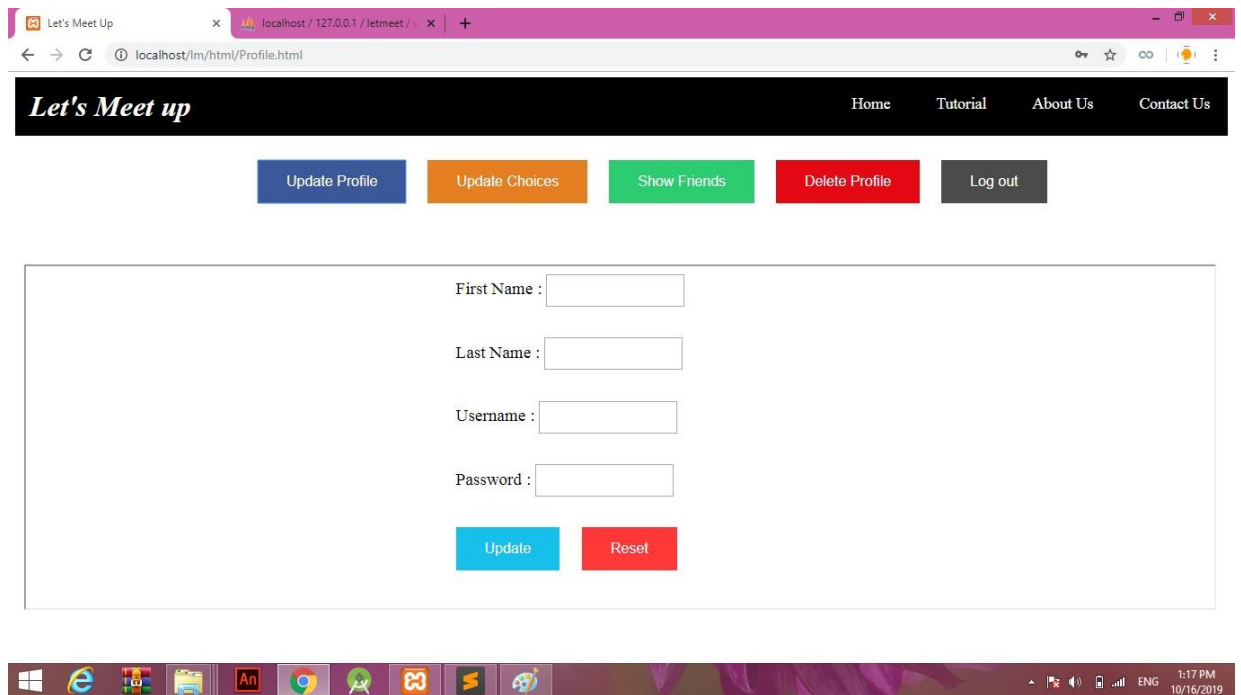 Let's Meet Up
localhost / 127.0.0.1 / letmeet /
localhost/lm/html/Profile.html
Let's Meet up
Home Tutorial About Us Contact Us
Update Profile Update Choices Show Friends Delete Profile Log out
First Name :
Last Name :
Username :
Password :
Update Reset
An
ENG
1:17 PM
10/16/2019